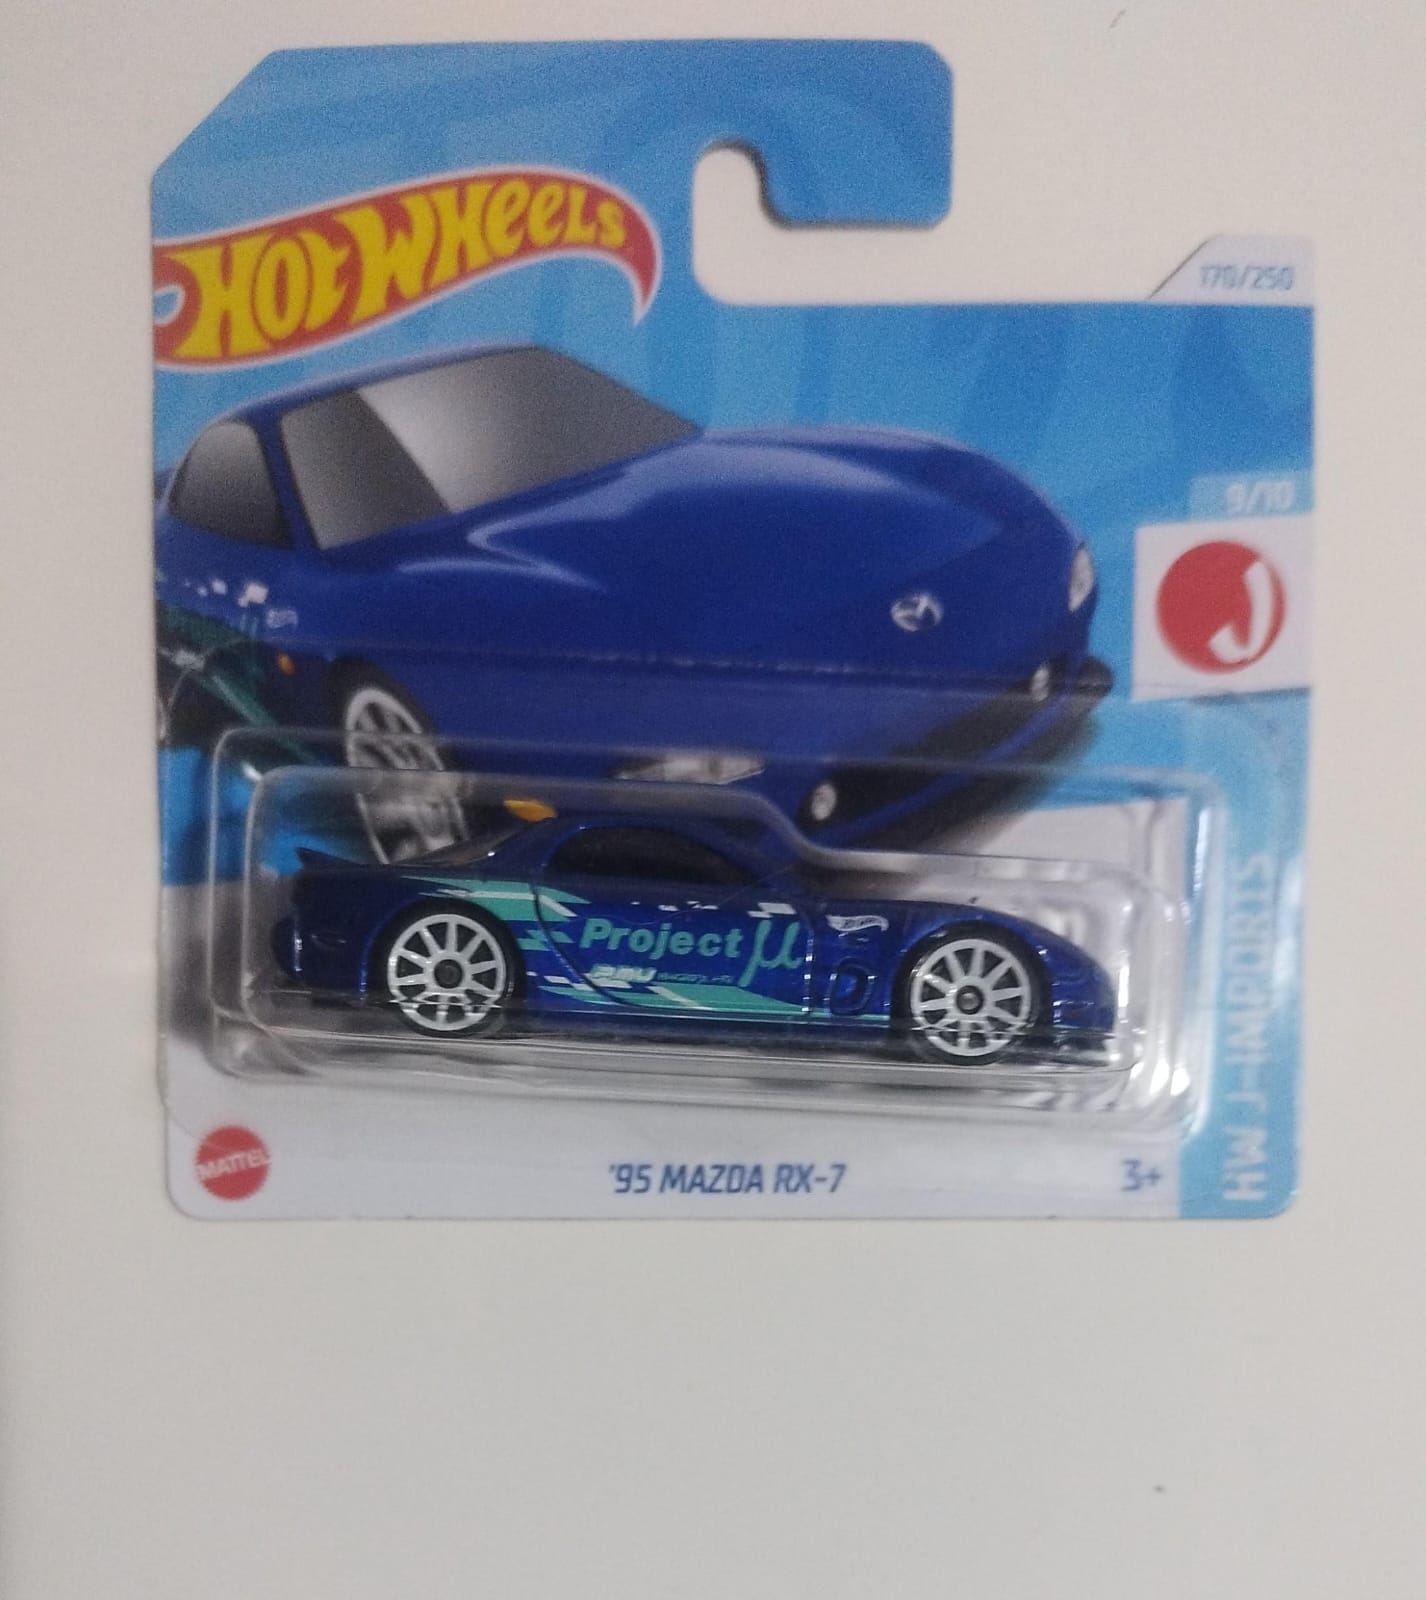 HOT WHEELS
170/250
9/10
J
Project μ
HW J-IMPORTS
MATTEL
'95 MAZDA RX-7
3+